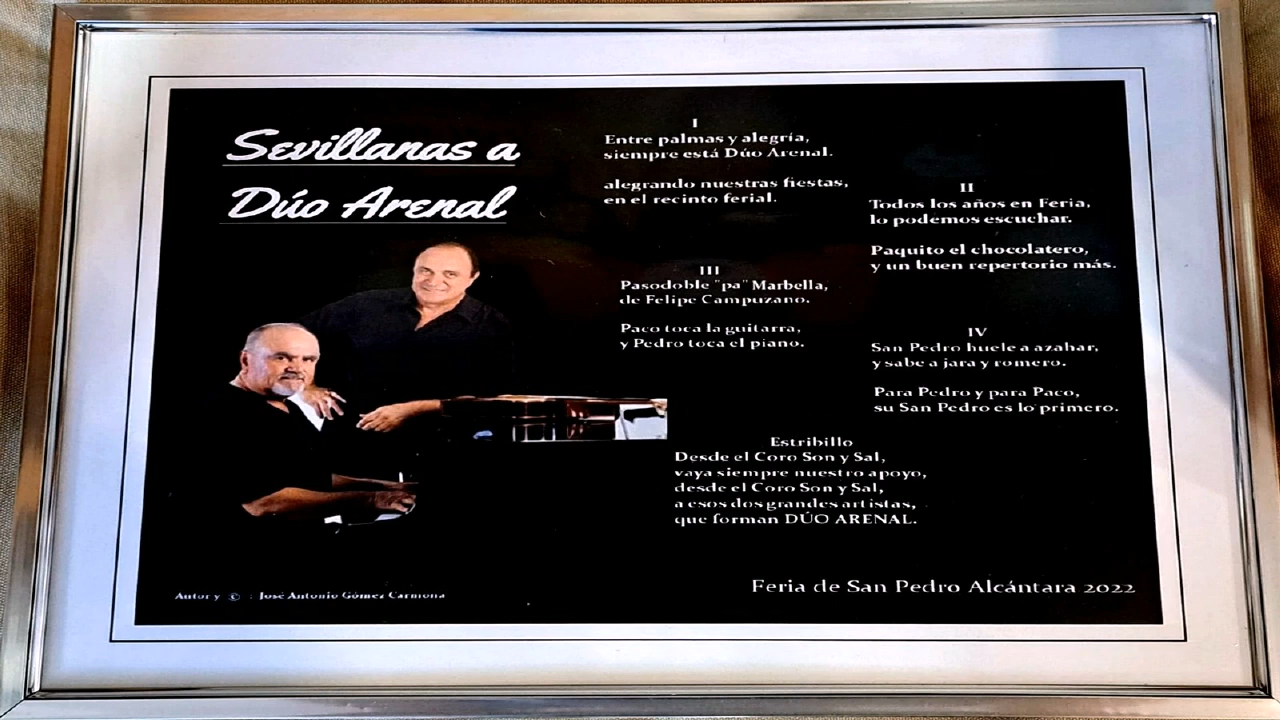 Sevillanas a
Dúo Arenal
I
Entre palmas y alegría,
siempre está Dúo Arenal.
alegrando nuestras fiestas,
en el recinto ferial.
II
Todos los años en Feria,
lo podemos escuchar.
Paquito el chocolatero,
y un buen repertorio más.
III
Pasodoble "pa" Marbella,
de Felipe Campuzano.
Paco toca la guitarra,
y Pedro toca el piano.
IV
San Pedro huele a azahar,
y sabe a jara y romero.
Para Pedro y para Paco,
su San Pedro es lo primero.
Estribillo
Desde el Coro Son y Sal,
vaya siempre nuestro apoyo,
desde el Coro Son y Sal,
a esos dos grandes artistas,
que forman DÚO ARENAL.
Autor y © : José Antonio Gómez Carmona
Feria de San Pedro Alcántara 2022